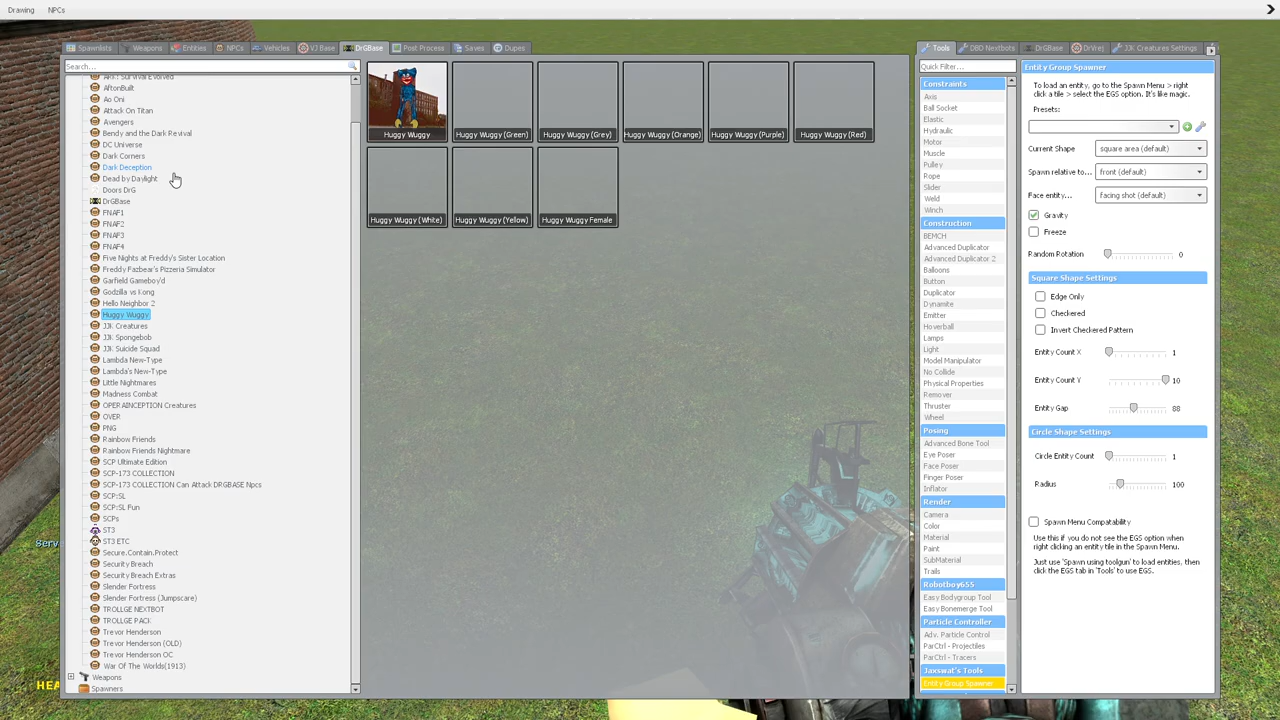 Drawing NPCs
Spawnlists Weapons Entities NPCs Vehicles VJ Base DrGBase Post Process Saves Dupes
Search...
ARK: Survival Evolved
AftonBuilt
Ao Oni
Attack On Titan
Avengers
Bendy and the Dark Revival
DC Universe
Dark Corners
Dark Deception
Dead by Daylight
Doors DrG
DrGBase
FNAF1
FNAF2
FNAF3
FNAF4
Five Nights at Freddy's Sister Location
Freddy Fazbear's Pizzeria Simulator
Garfield Gameboy'd
Godzilla vs Kong
Hello Neighbor 2
Huggy Wuggy
JJK Creatures
JJK Spongebob
JJK Suicide Squad
Lambda New-Type
Lambda's New-Type
Little Nightmares
Madness Combat
OPERAINCEPTION Creatures
OVER
PNG
Rainbow Friends
Rainbow Friends Nightmare
SCP Ultimate Edition
SCP-173 COLLECTION
SCP-173 COLLECTION Can Attack DRGBASE Npcs
SCP:SL
SCP:SL Fun
SCPs
ST3
ST3 ETC
Secure.Contain.Protect
Security Breach
Security Breach Extras
Slender Fortress
Slender Fortress (Jumpscare)
TROLLGE NEXTBOT
TROLLGE PACK
Trevor Henderson
Trevor Henderson (OLD)
Trevor Henderson OC
War Of The Worlds(1913)
Weapons
Spawners
Huggy Wuggy Huggy Wuggy (Green) Huggy Wuggy (Grey) Huggy Wuggy (Orange) Huggy Wuggy (Purple) Huggy Wuggy (Red)
Huggy Wuggy (White) Huggy Wuggy (Yellow) Huggy Wuggy Female
Tools DBD Nextbots DrGBase DrVrej JJK Creatures Settings
Quick Filter...
Constraints
Axis
Ball Socket
Elastic
Hydraulic
Motor
Muscle
Pulley
Rope
Slider
Weld
Winch
Construction
BEMCH
Advanced Duplicator
Advanced Duplicator 2
Balloons
Button
Duplicator
Dynamite
Emitter
Hoverball
Lamps
Light
Model Manipulator
No Collide
Physical Properties
Remover
Thruster
Wheel
Posing
Advanced Bone Tool
Eye Poser
Face Poser
Finger Poser
Inflator
Render
Camera
Color
Material
Paint
SubMaterial
Trails
Robotboy655
Easy Bodygroup Tool
Easy Bonemerge Tool
Particle Controller
Adv. Particle Control
ParCtrl - Projectiles
ParCtrl - Tracers
Jaxswat's Tools
Entity Group Spawner
Entity Group Spawner
To load an entity, go to the Spawn Menu > right
click a tile > select the EGS option. It's like magic.
Presets:
Current Shape square area (default)
Spawn relative to... front (default)
Face entity... facing shot (default)
Gravity
Freeze
Random Rotation 0
Square Shape Settings
Edge Only
Checkered
Invert Checkered Pattern
Entity Count X 1
Entity Count Y 10
Entity Gap 88
Circle Shape Settings
Circle Entity Count 1
Radius 100
Spawn Menu Compatability
Use this if you do not see the EGS option when
right clicking an entity tile in the Spawn Menu.
Just use 'Spawn using toolgun' to load entities, then
click the EGS tab in 'Tools' to use EGS.
Serv
HEA